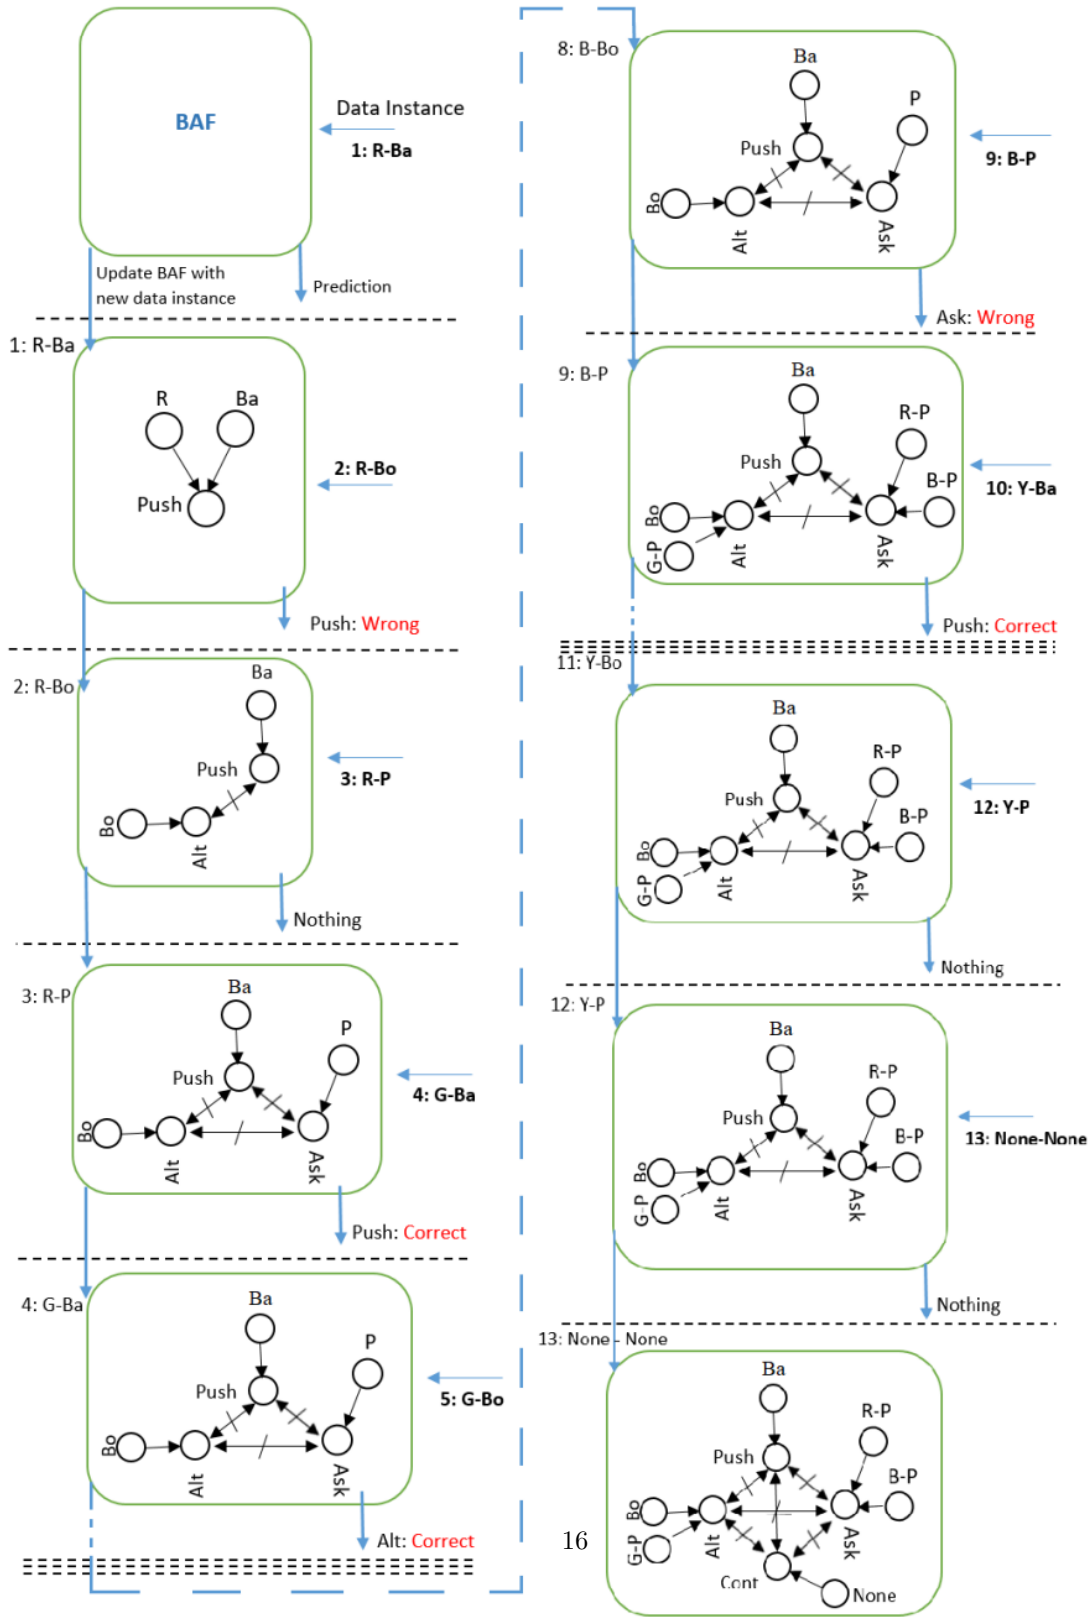 BAF
Data Instance
1: R-Ba
Update BAF with
new data instance
Prediction
1: R-Ba
R
Ba
Push
2: R-Bo
Push: Wrong
2: R-Bo
Ba
Push
Bo
Alt
3: R-P
Nothing
3: R-P
Ba
P
Push
Bo
Alt
Ask
4: G-Ba
Push: Correct
4: G-Ba
Ba
P
Push
Bo
Alt
Ask
5: G-Bo
Alt: Correct
8: B-Bo
Ba
P
Push
Bo
Alt
Ask
9: B-P
Ask: Wrong
9: B-P
Ba
R-P
Push
B-P
Bo
G-P
Alt
Ask
10: Y-Ba
Push: Correct
11: Y-Bo
Ba
R-P
Push
B-P
Bo
G-P
Alt
Ask
12: Y-P
Nothing
12: Y-P
Ba
R-P
Push
B-P
Bo
G-P
Alt
Ask
13: None-None
Nothing
13: None - None
Ba
R-P
Push
B-P
Bo
G-P
Alt
Ask
Cont
None
16